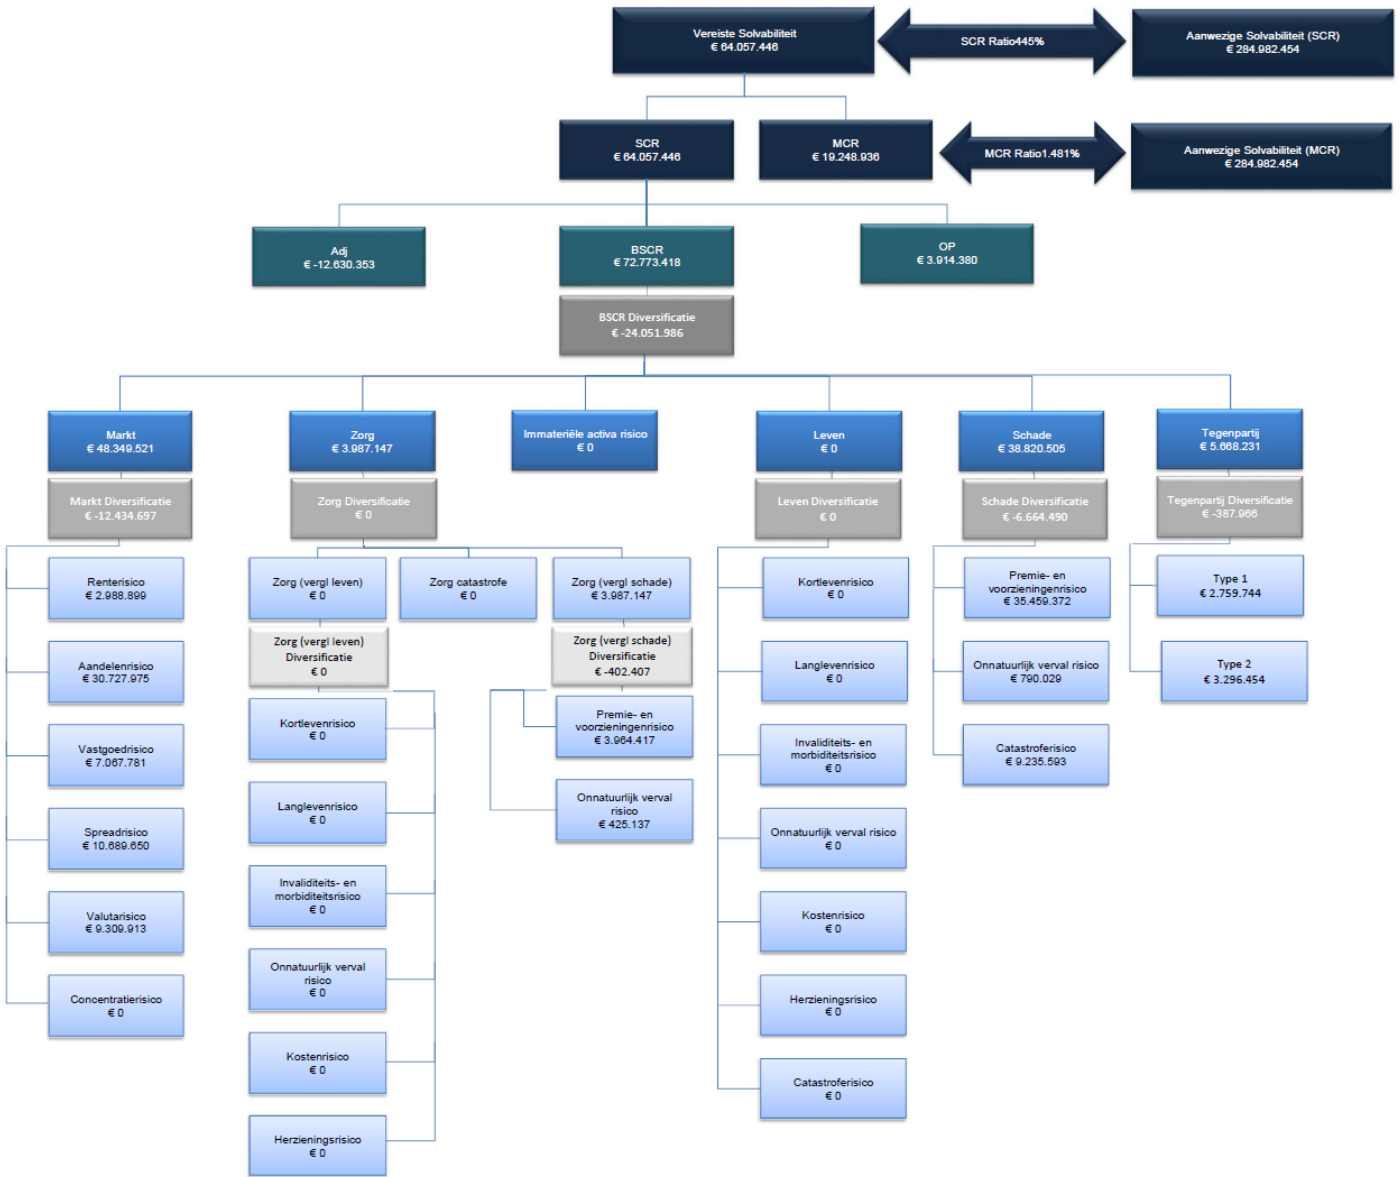 Vereiste Solvabiliteit
€ 64.057.446
SCR Ratio445%
Aanwezige Solvabiliteit (SCR)
€ 284.982.454
SCR
€ 64.057.446
MCR
€ 19.248.936
MCR Ratio1.481%
Aanwezige Solvabiliteit (MCR)
€ 284.982.454
Adj
€ -12.630.353
BSCR
€ 72.773.418
OP
€ 3.914.380
BSCR Diversificatie
€ -24.051.986
Markt
€ 48.349.521
Zorg
€ 3.987.147
Immateriële activa risico
€ 0
Leven
€ 0
Schade
€ 38.820.505
Tegenpartij
€ 5.668.231
Markt Diversificatie
€ -12.434.697
Zorg Diversificatie
€ 0
Leven Diversificatie
€ 0
Schade Diversificatie
€ -6.664.490
Tegenpartij Diversificatie
€ -387.966
Renterisico
€ 2.988.899
Aandelenrisico
€ 30.727.975
Vastgoedrisico
€ 7.067.781
Spreadrisico
€ 10.689.650
Valutarisico
€ 9.309.913
Concentratierisico
€ 0
Zorg (vergl leven)
€ 0
Zorg catastrofe
€ 0
Zorg (vergl schade)
€ 3.987.147
Zorg (vergl leven)
Diversificatie
€ 0
Zorg (vergl schade)
Diversificatie
€ -402.407
Kortlevenrisico
€ 0
Langlevenrisico
€ 0
Invaliditeits- en
morbiditeitsrisico
€ 0
Onnatuurlijk verval
risico
€ 0
Kostenrisico
€ 0
Herzieningsrisico
€ 0
Premie- en
voorzieningenrisico
€ 3.964.417
Onnatuurlijk verval
risico
€ 425.137
Kortlevenrisico
€ 0
Langlevenrisico
€ 0
Invaliditeits- en
morbiditeitsrisico
€ 0
Onnatuurlijk verval risico
€ 0
Kostenrisico
€ 0
Herzieningsrisico
€ 0
Catastroferisico
€ 0
Premie- en
voorzieningenrisico
€ 35.459.372
Onnatuurlijk verval risico
€ 790.029
Catastroferisico
€ 9.235.593
Type 1
€ 2.759.744
Type 2
€ 3.296.454